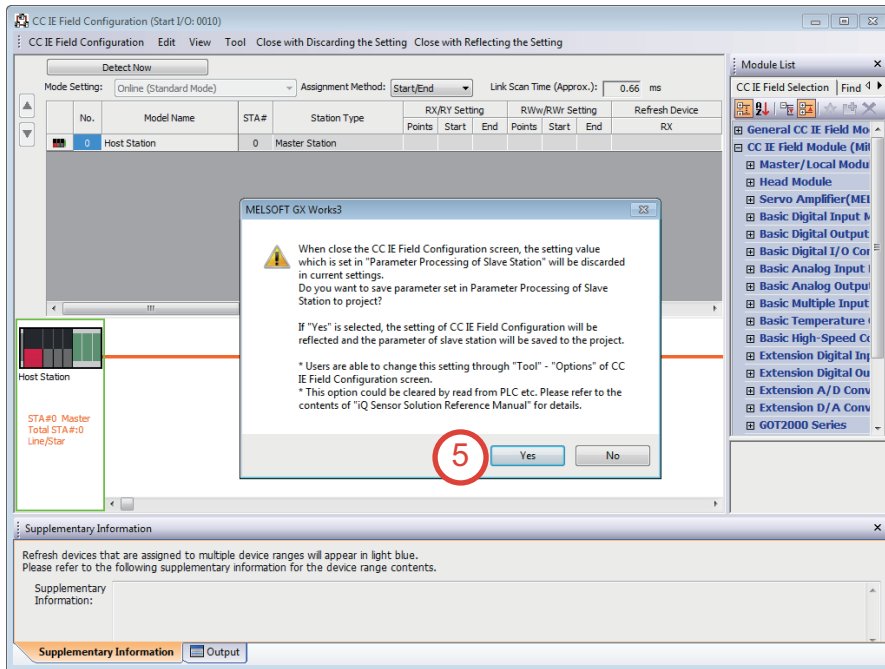 CC IE Field Configuration (Start I/O: 0010)
CC IE Field Configuration Edit View Tool Close with Discarding the Setting Close with Reflecting the Setting
Detect Now
Mode Setting: Online (Standard Mode) Assignment Method: Start/End Link Scan Time (Approx.): 0.66 ms
No. Model Name STA# Station Type RX/RY Setting RWw/RWr Setting Refresh Device
Points Start End Points Start End RX
0 Host Station 0 Master Station
Module List
CC IE Field Selection Find
General CC IE Field Mo
CC IE Field Module (Mit
Master/Local Modu
Head Module
Servo Amplifier(MEL
Basic Digital Input M
Basic Digital Output
Basic Digital I/O Con
Basic Analog Input
Basic Analog Output
Basic Multiple Input
Basic Temperature
Basic High-Speed Co
Extension Digital Inp
Extension Digital Ou
Extension A/D Conv
Extension D/A Conv
GOT2000 Series
MELSOFT GX Works3
When close the CC IE Field Configuration screen, the setting value
which is set in "Parameter Processing of Slave Station" will be discarded
in current settings.
Do you want to save parameter set in Parameter Processing of Slave
Station to project?
If "Yes" is selected, the setting of CC IE Field Configuration will be
reflected and the parameter of slave station will be saved to the project.
* Users are able to change this setting through "Tool" - "Options" of CC
IE Field Configuration screen.
* This option could be cleared by read from PLC etc. Please refer to the
contents of "iQ Sensor Solution Reference Manual" for details.
5 Yes No
Host Station
STA#0 Master
Total STA#:0
Line/Star
Supplementary Information
Refresh devices that are assigned to multiple device ranges will appear in light blue.
Please refer to the following supplementary information for the device range contents.
Supplementary
Information:
Supplementary Information Output